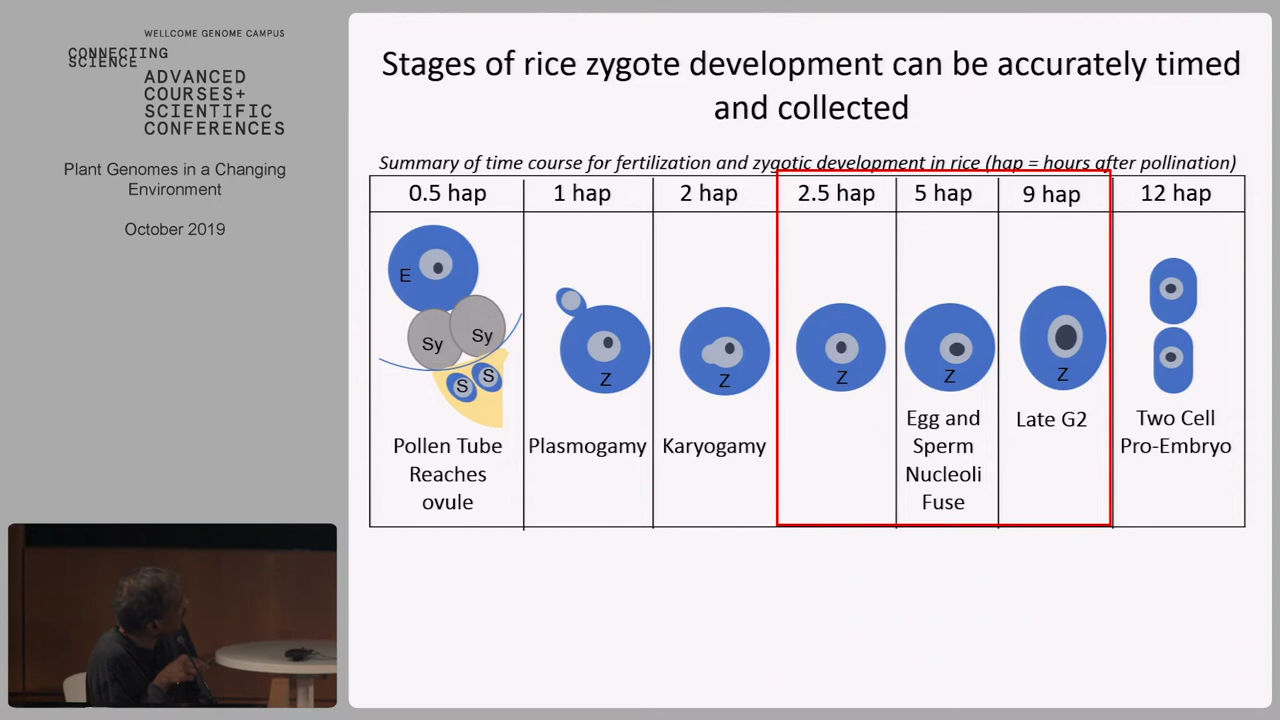 WELLCOME GENOME CAMPUS
CONNECTING
SCIENCE
ADVANCED
COURSES+
SCIENTIFIC
CONFERENCES
Plant Genomes in a Changing
Environment
October 2019
Stages of rice zygote development can be accurately timed
and collected
Summary of time course for fertilization and zygotic development in rice (hap = hours after pollination)
0.5 hap
1 hap
2 hap
2.5 hap
5 hap
9 hap
12 hap
E
Sy
Sy
S
S
Z
Z
Z
Z
Z
Pollen Tube
Reaches
ovule
Plasmogamy
Karyogamy
Egg and
Sperm
Nucleoli
Fuse
Late G2
Two Cell
Pro-Embryo